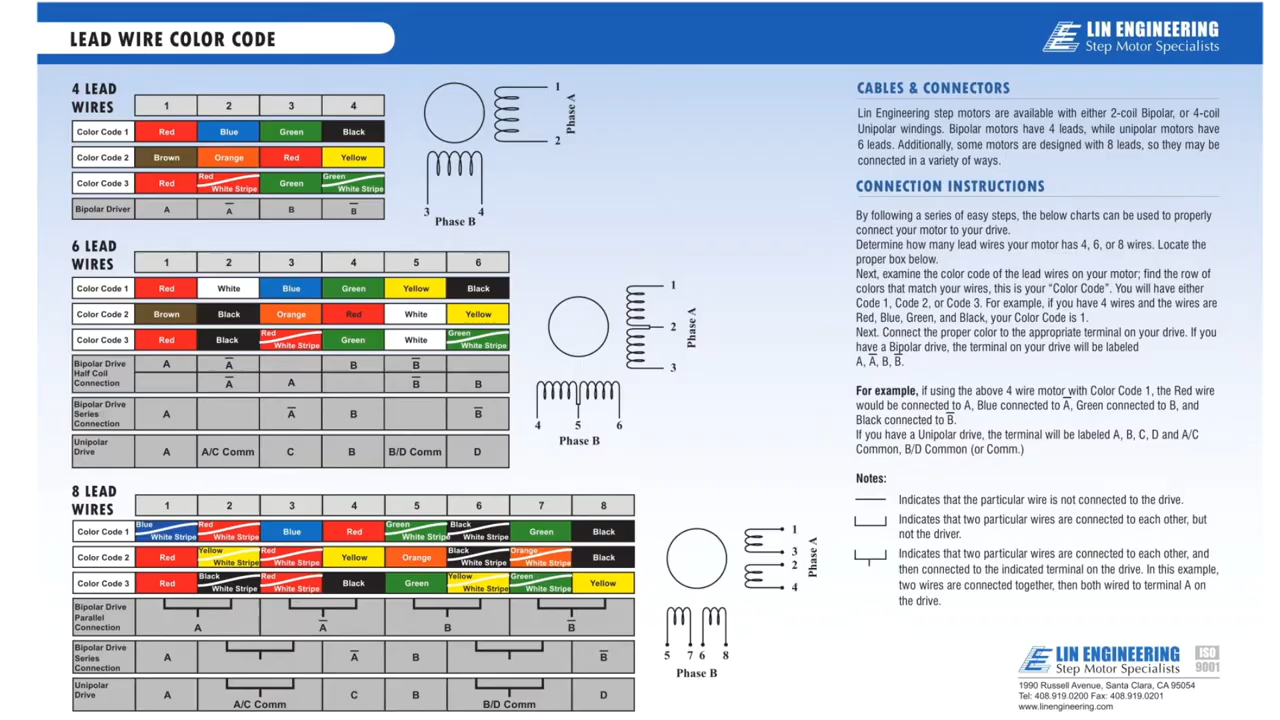 LEAD WIRE COLOR CODE
LIN ENGINEERING
Step Motor Specialists
4 LEAD
WIRES 1 2 3 4
Color Code 1 Red Blue Green Black
Color Code 2 Brown Orange Red Yellow
Color Code 3 Red Red White Stripe Green Green White Stripe
Bipolar Driver A A̅ B B̅
1
2
Phase A
3 4
Phase B
6 LEAD
WIRES 1 2 3 4 5 6
Color Code 1 Red White Blue Green Yellow Black
Color Code 2 Brown Black Orange Red White Yellow
Color Code 3 Red Black Red White Stripe Green White Green White Stripe
Bipolar Drive A A̅ B B̅
Half Coil
Connection A̅ A B̅ B
Bipolar Drive
Series A A̅ B B̅
Connection
Unipolar
Drive A A/C Comm C B B/D Comm D
1
2
3
Phase A
4 5 6
Phase B
8 LEAD
WIRES 1 2 3 4 5 6 7 8
Color Code 1 Blue White Stripe Red White Stripe Blue Red Green White Stripe Black White Stripe Green Black
Color Code 2 Red Yellow White Stripe Red White Stripe Yellow Orange Black White Stripe Orange White Stripe Black
Color Code 3 Red Black White Stripe Red White Stripe Black Green Yellow White Stripe Green White Stripe Yellow
Bipolar Drive
Parallel
Connection A A̅ B B̅
Bipolar Drive
Series A A̅ B B̅
Connection
Unipolar
Drive A A/C Comm C B B/D Comm D
1
3
2
4
Phase A
5 7 6 8
Phase B
CABLES & CONNECTORS
Lin Engineering step motors are available with either 2-coil Bipolar, or 4-coil
Unipolar windings. Bipolar motors have 4 leads, while unipolar motors have
6 leads. Additionally, some motors are designed with 8 leads, so they may be
connected in a variety of ways.
CONNECTION INSTRUCTIONS
By following a series of easy steps, the below charts can be used to properly
connect your motor to your drive.
Determine how many lead wires your motor has 4, 6, or 8 wires. Locate the
proper box below.
Next, examine the color code of the lead wires on your motor; find the row of
colors that match your wires, this is your “Color Code”. You will have either
Code 1, Code 2, or Code 3. For example, if you have 4 wires and the wires are
Red, Blue, Green, and Black, your Color Code is 1.
Next. Connect the proper color to the appropriate terminal on your drive. If you
have a Bipolar drive, the terminal on your drive will be labeled
A, A̅, B, B̅.
For example, if using the above 4 wire motor with Color Code 1, the Red wire
would be connected to A, Blue connected to A̅, Green connected to B, and
Black connected to B̅.
If you have a Unipolar drive, the terminal will be labeled A, B, C, D and A/C
Common, B/D Common (or Comm.)
Notes:
Indicates that the particular wire is not connected to the drive.
Indicates that two particular wires are connected to each other, but
not the driver.
Indicates that two particular wires are connected to each other, and
then connected to the indicated terminal on the drive. In this example,
two wires are connected together, then both wired to terminal A on
the drive.
LIN ENGINEERING ISO
Step Motor Specialists 9001
1990 Russell Avenue, Santa Clara, CA 95054
Tel: 408.919.0200 Fax: 408.919.0201
www.linengineering.com